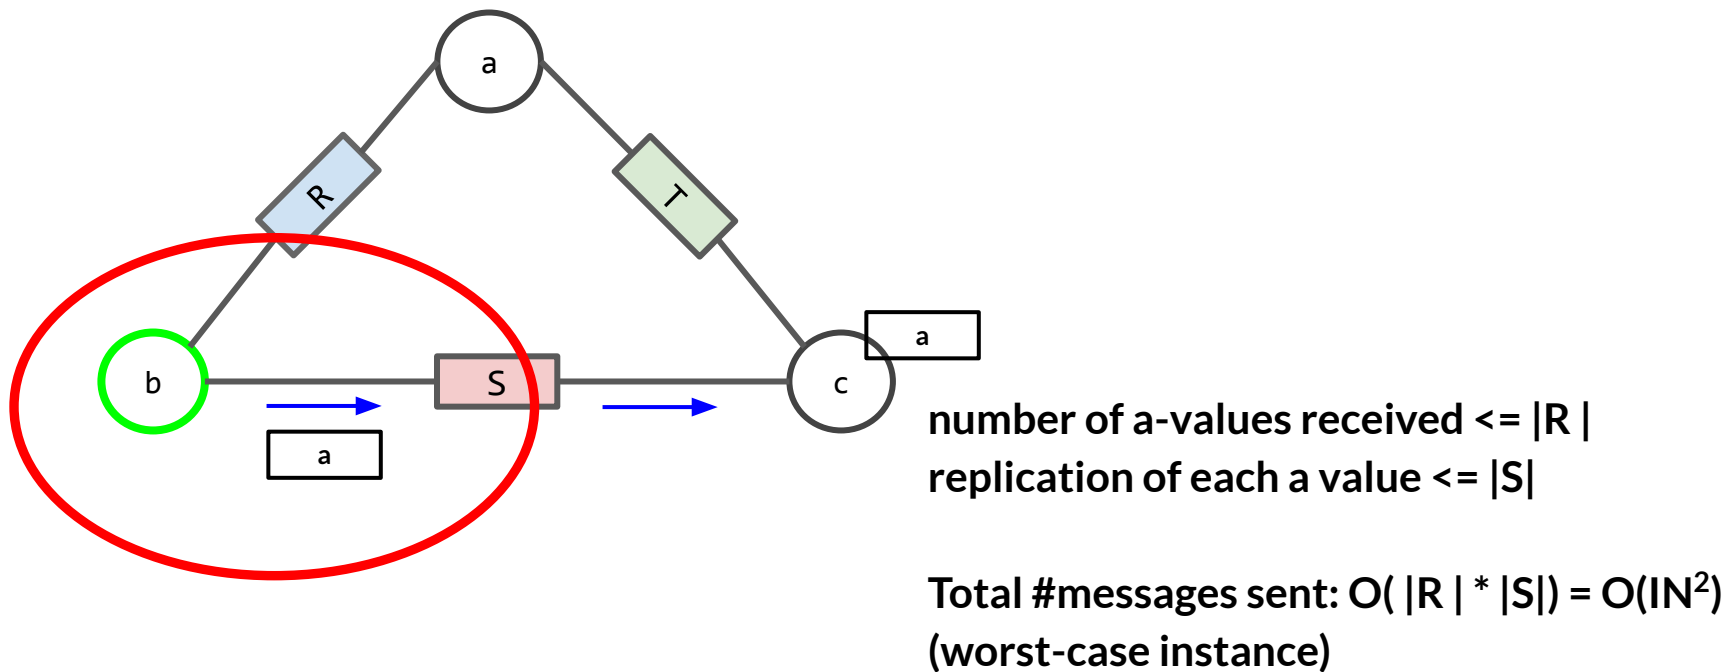 a
R
T
a
b
S
c
a
number of a-values received <= |R |
replication of each a value <= |S|
Total #messages sent: O( |R | * |S|) = O(IN²)
(worst-case instance)